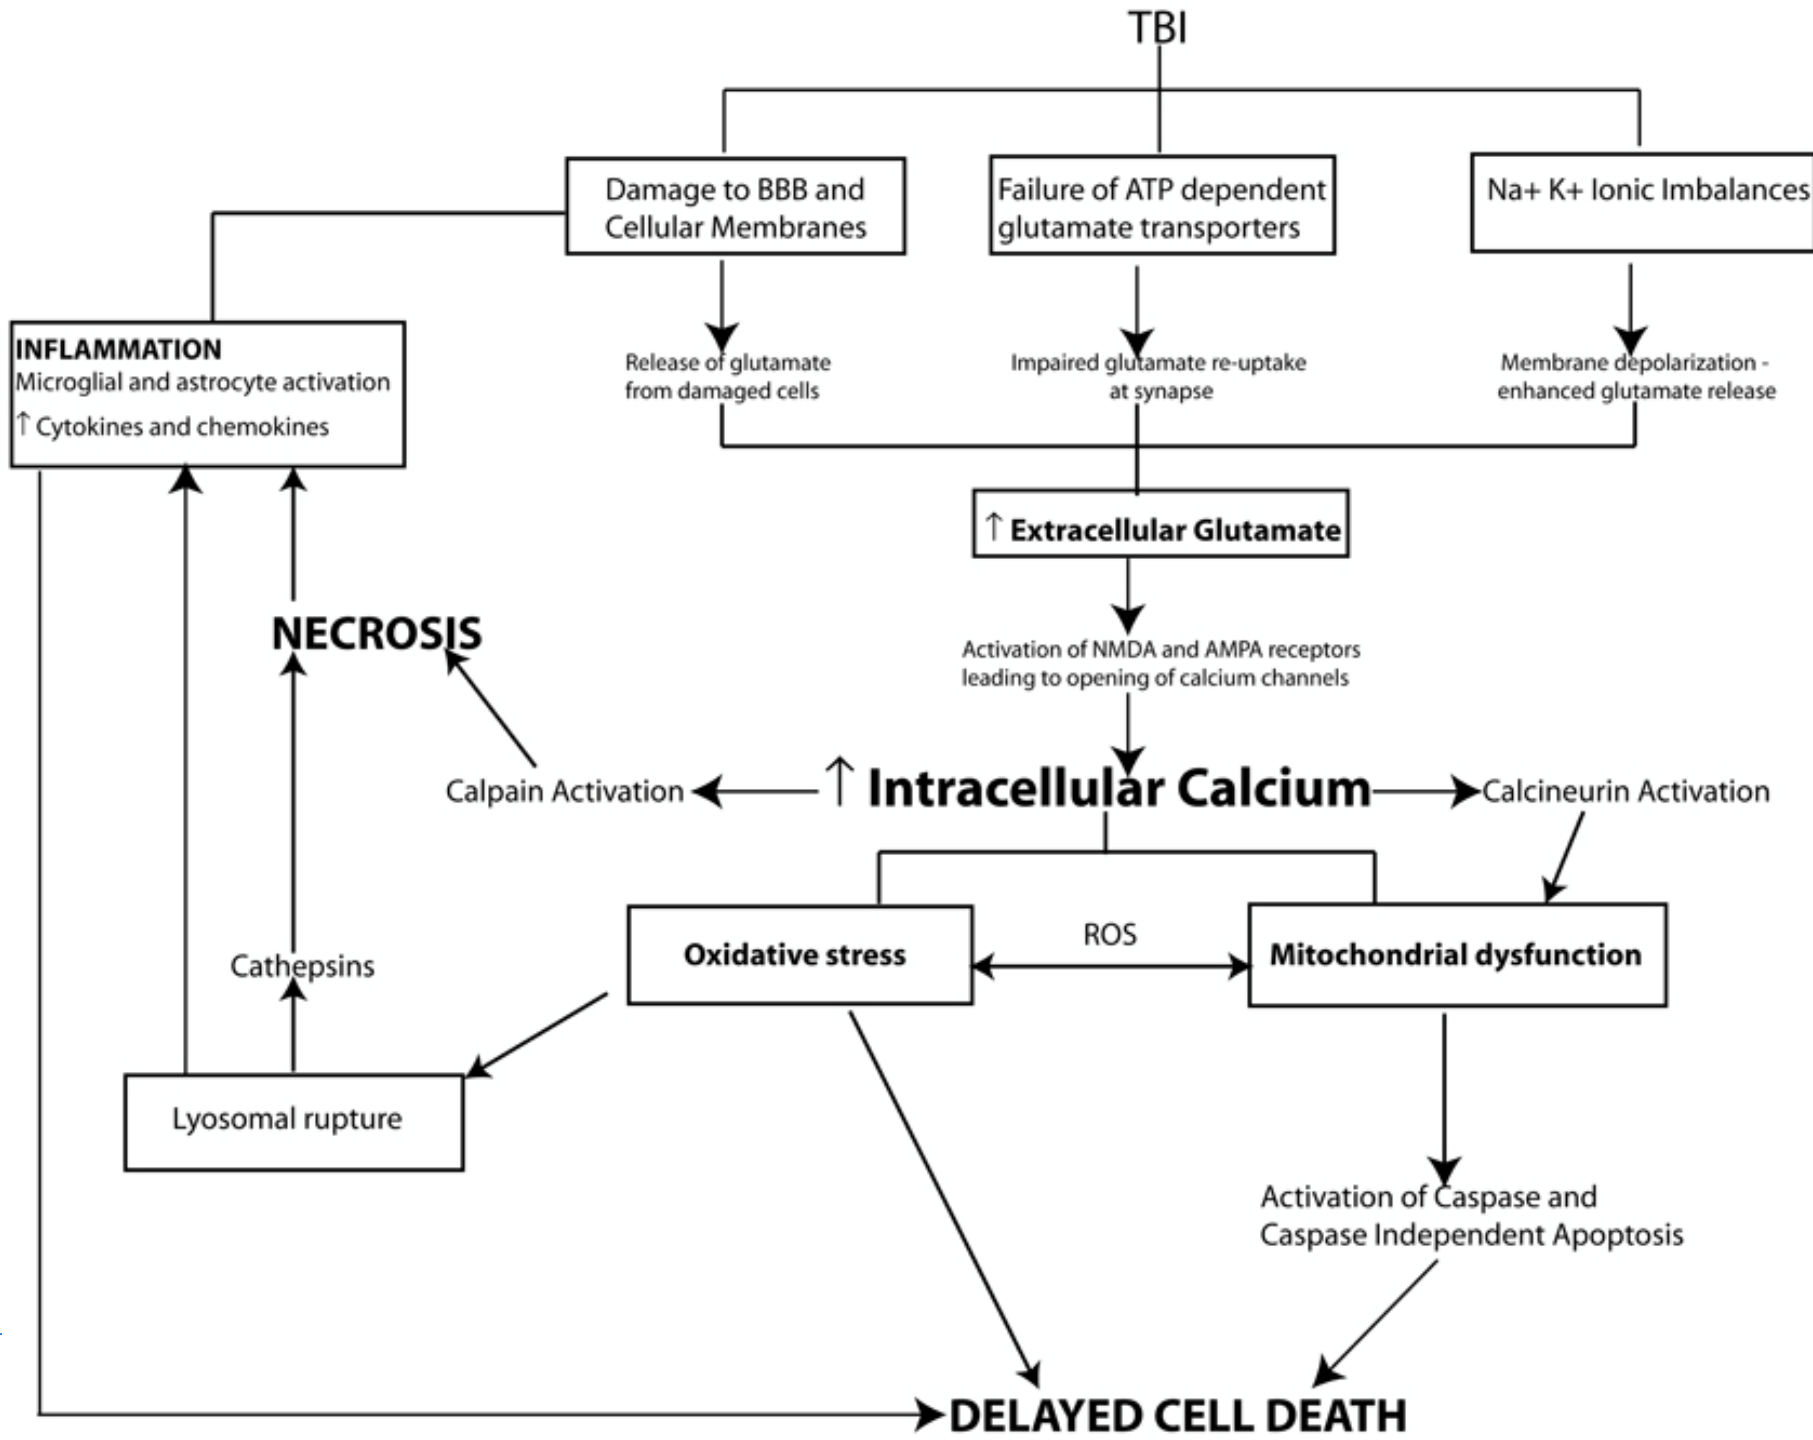 TBI
Damage to BBB and
Cellular Membranes
Failure of ATP dependent
glutamate transporters
Na+ K+ Ionic Imbalances
INFLAMMATION
Microglial and astrocyte activation
↑ Cytokines and chemokines
Release of glutamate
from damaged cells
Impaired glutamate re-uptake
at synapse
Membrane depolarization -
enhanced glutamate release
↑ Extracellular Glutamate
NECROSIS
Activation of NMDA and AMPA receptors
leading to opening of calcium channels
Calpain Activation
↑ Intracellular Calcium
Calcineurin Activation
Oxidative stress
ROS
Mitochondrial dysfunction
Cathepsins
Lyosomal rupture
Activation of Caspase and
Caspase Independent Apoptosis
DELAYED CELL DEATH